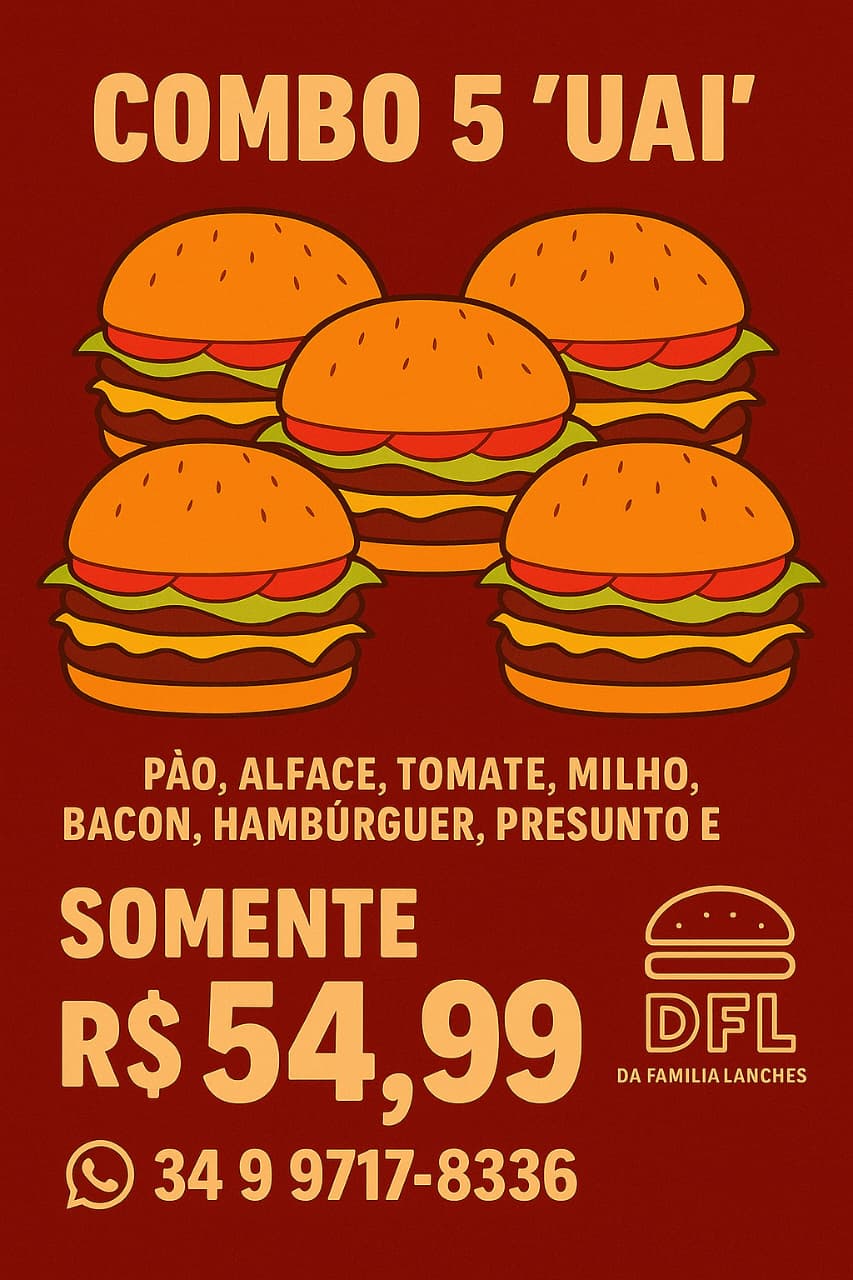 COMBO 5 'UAI'
PÀO, ALFACE, TOMATE, MILHO,
BACON, HAMBÚRGUER, PRESUNTO E
SOMENTE
R$ 54,99
DFL
DA FAMILIA LANCHES
34 9 9717-8336